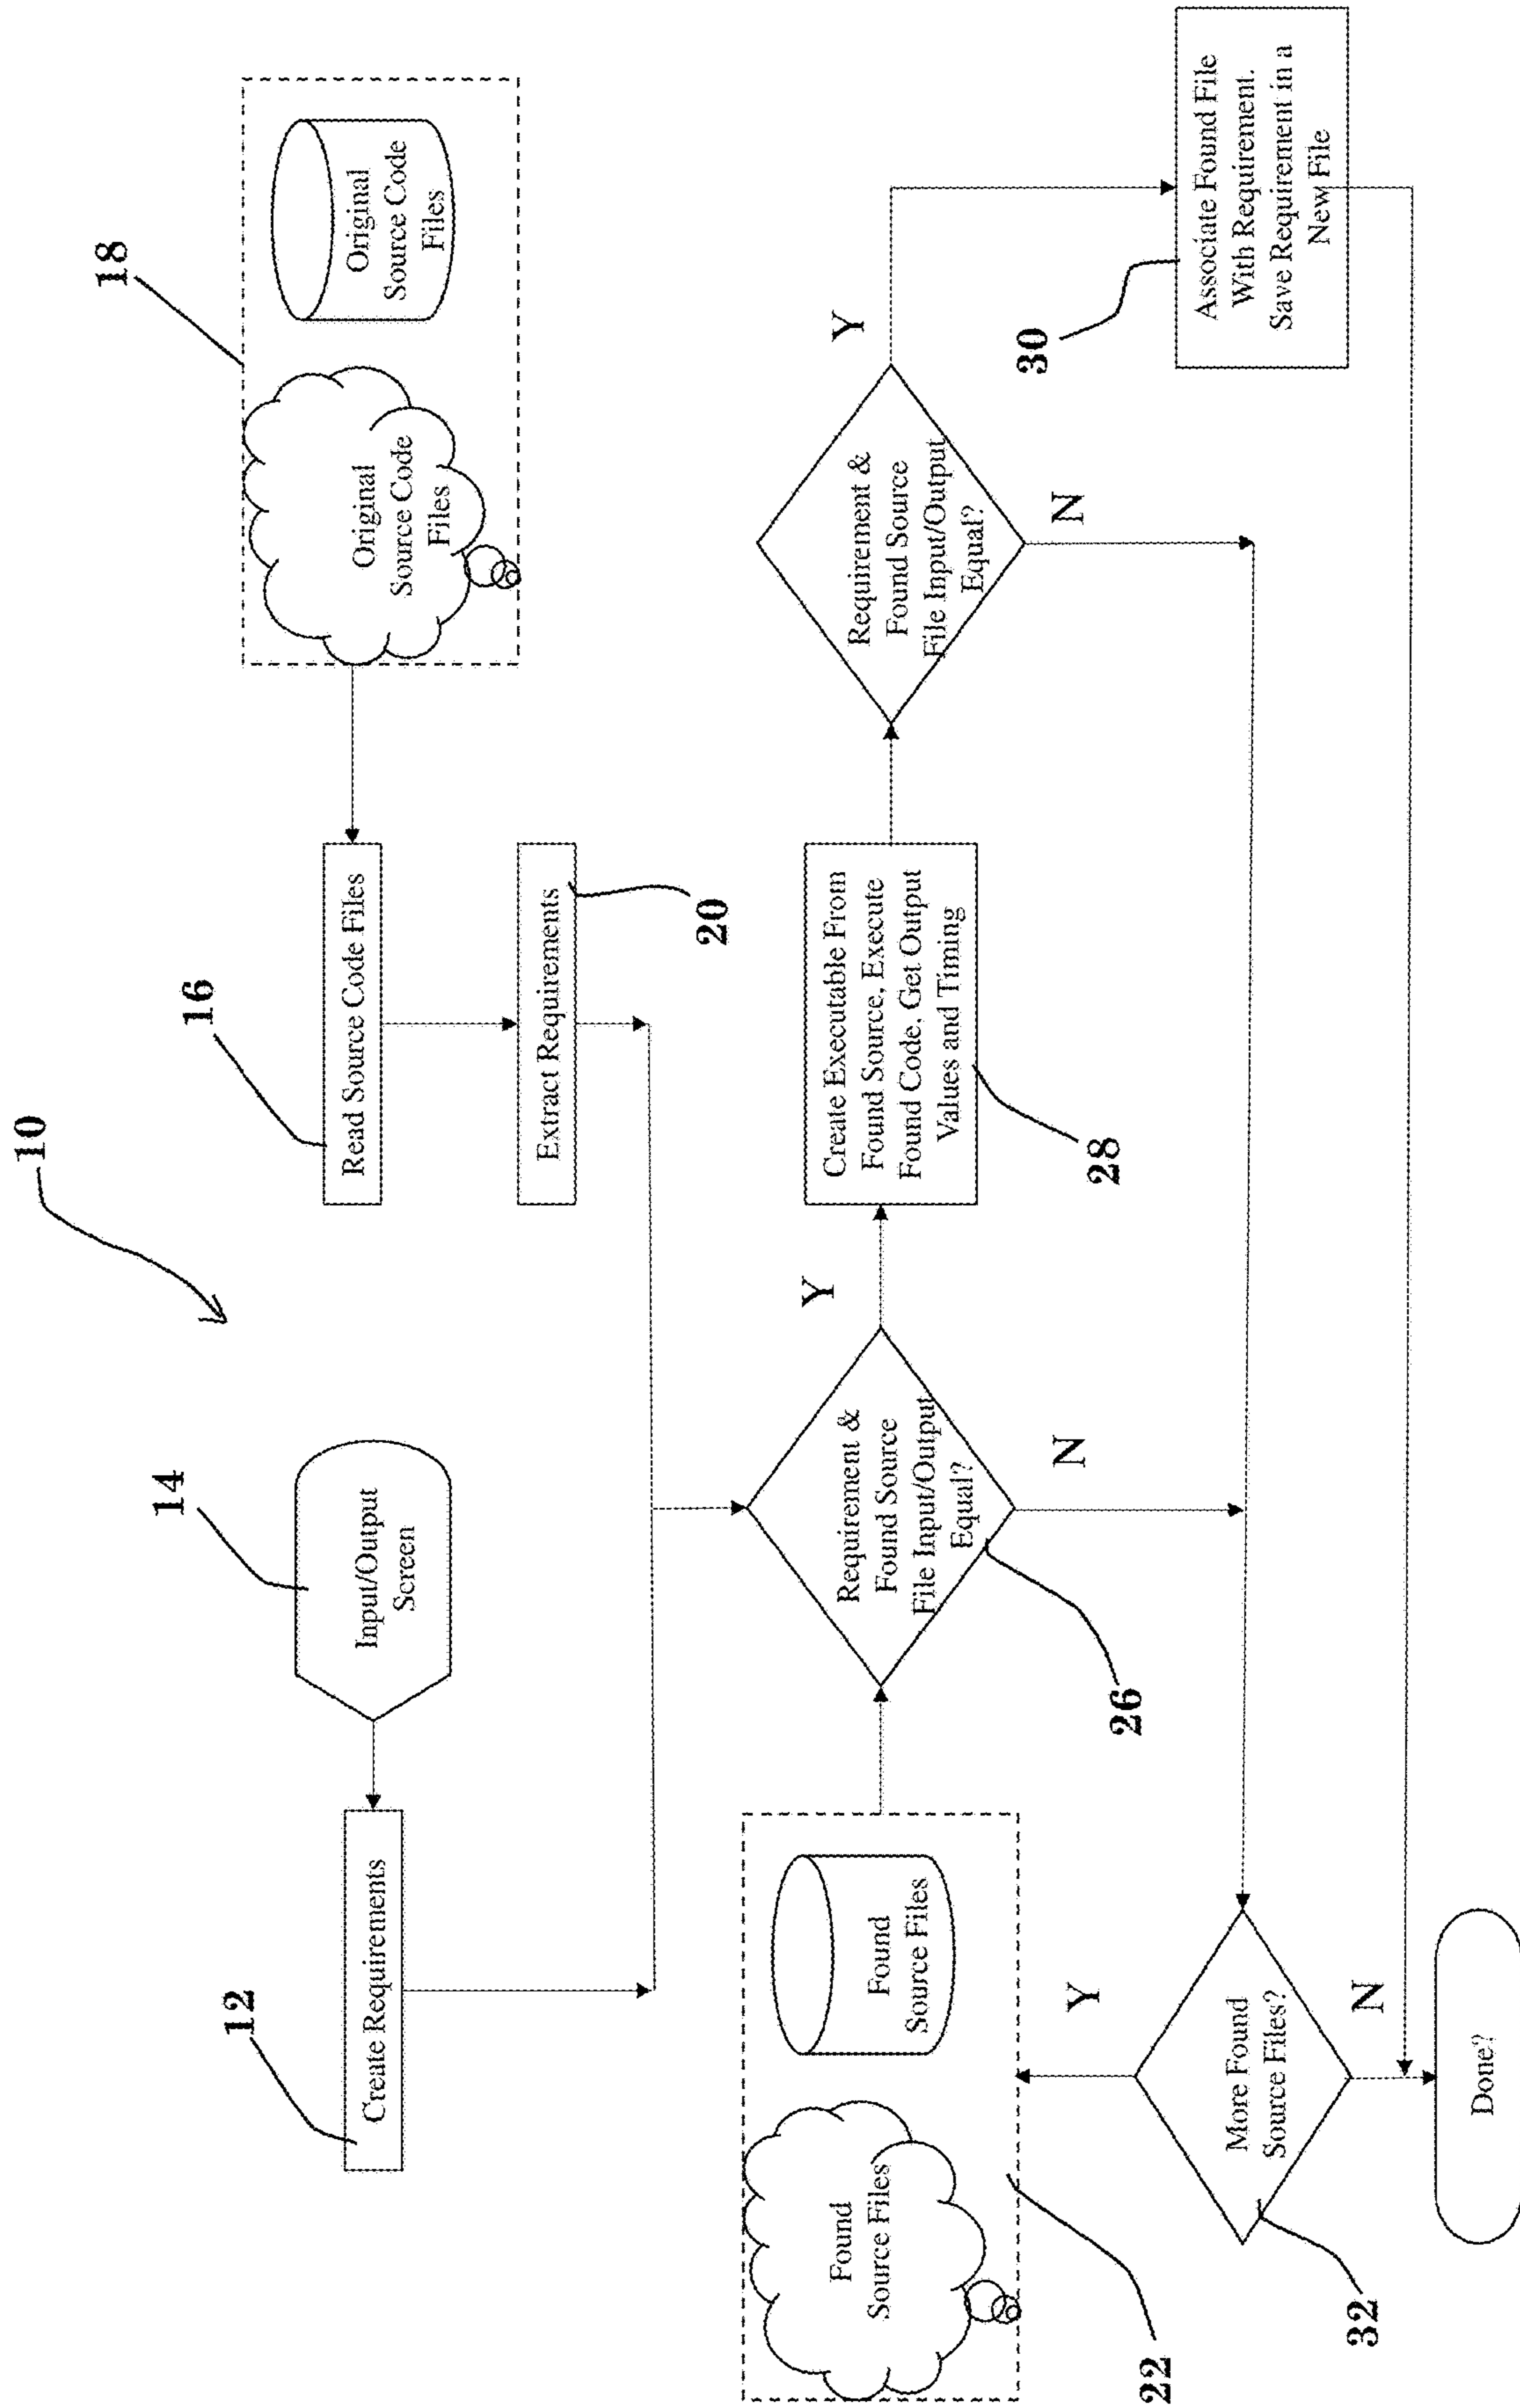 10
12
Create Requirements
14
Input/Output
Screen
16
Read Source Code Files
18
Original
Source Code
Files
Original
Source Code
Files
Extract Requirements
20
Found
Source Files
Found
Source Files
22
Requirement &
Found Source
File Input/Output
Equal?
26
Y
N
Create Executable From
Found Source, Execute
Found Code, Get Output
Values and Timing
28
Requirement &
Found Source
File Input/Output
Equal?
Y
N
30
Associate Found File
With Requirement.
Save Requirement in a
New File
More Found
Source Files?
32
Y
N
Done?